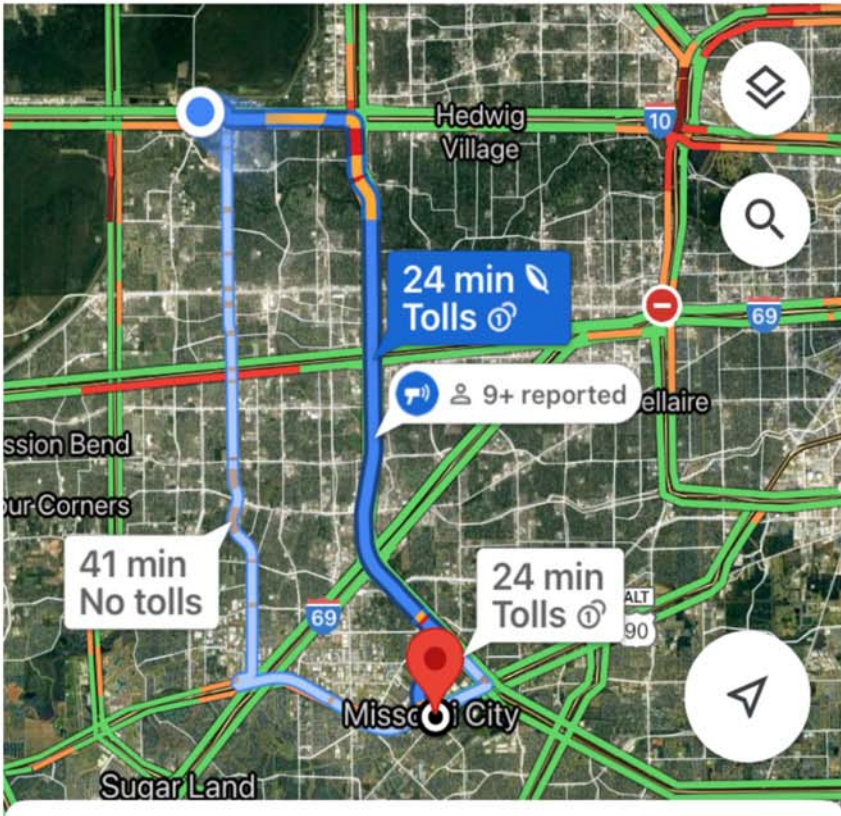 Hedwig
Village
10
24 min
Tolls
69
9+ reported
ellaire
ssion Bend
our Corners
41 min
No tolls
24 min
Tolls
ALT
90
69
City
Sugar Land